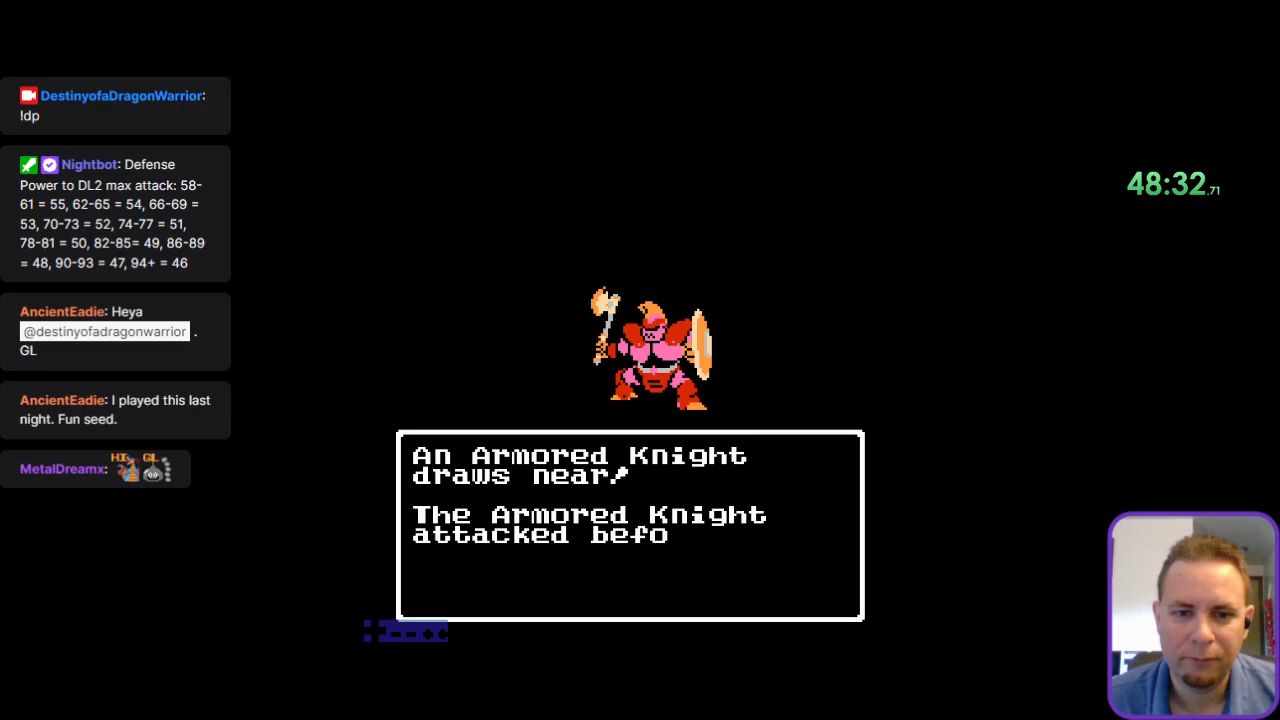 DestinyofaDragonWarrior:
!dp
Nightbot: Defense
Power to DL2 max attack: 58-
61 = 55, 62-65 = 54, 66-69 =
53, 70-73 = 52, 74-77 = 51,
78-81 = 50, 82-85= 49, 86-89
= 48, 90-93 = 47, 94+ = 46
AncientEadie: Heya
@destinyofadragonwarrior .
GL
AncientEadie: I played this last
night. Fun seed.
MetalDreamx: HI GL
48:32.71
An Armored Knight
draws near!
The Armored Knight
attacked befo